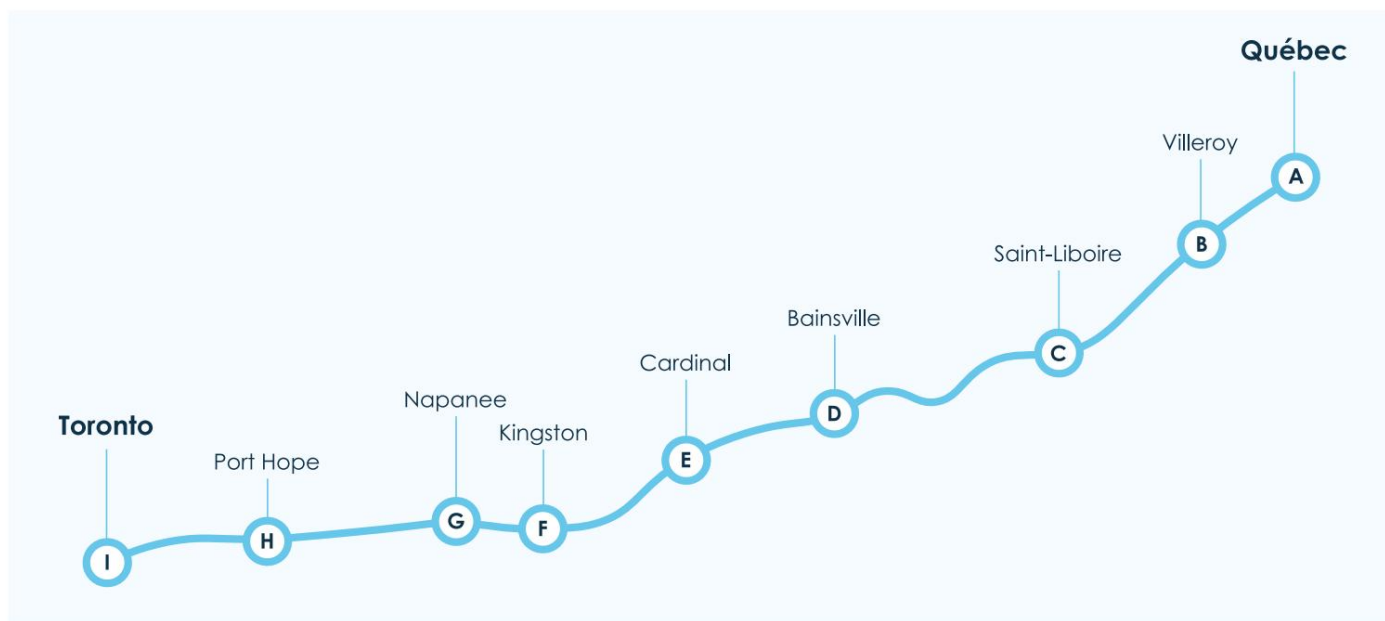 Québec
Villeroy
A
B
Saint-Liboire
Bainsville
C
Cardinal
D
Napanee
Toronto
Kingston
E
Port Hope
G
F
H
I